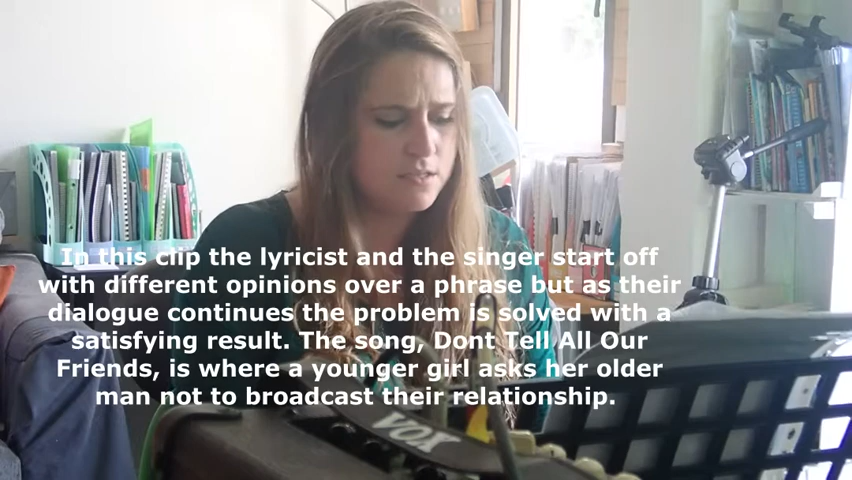 In this clip the lyricist and the singer start off
with different opinions over a phrase but as their
dialogue continues the problem is solved with a
satisfying result. The song, Dont Tell All Our
Friends, is where a younger girl asks her older
man not to broadcast their relationship.
VOX